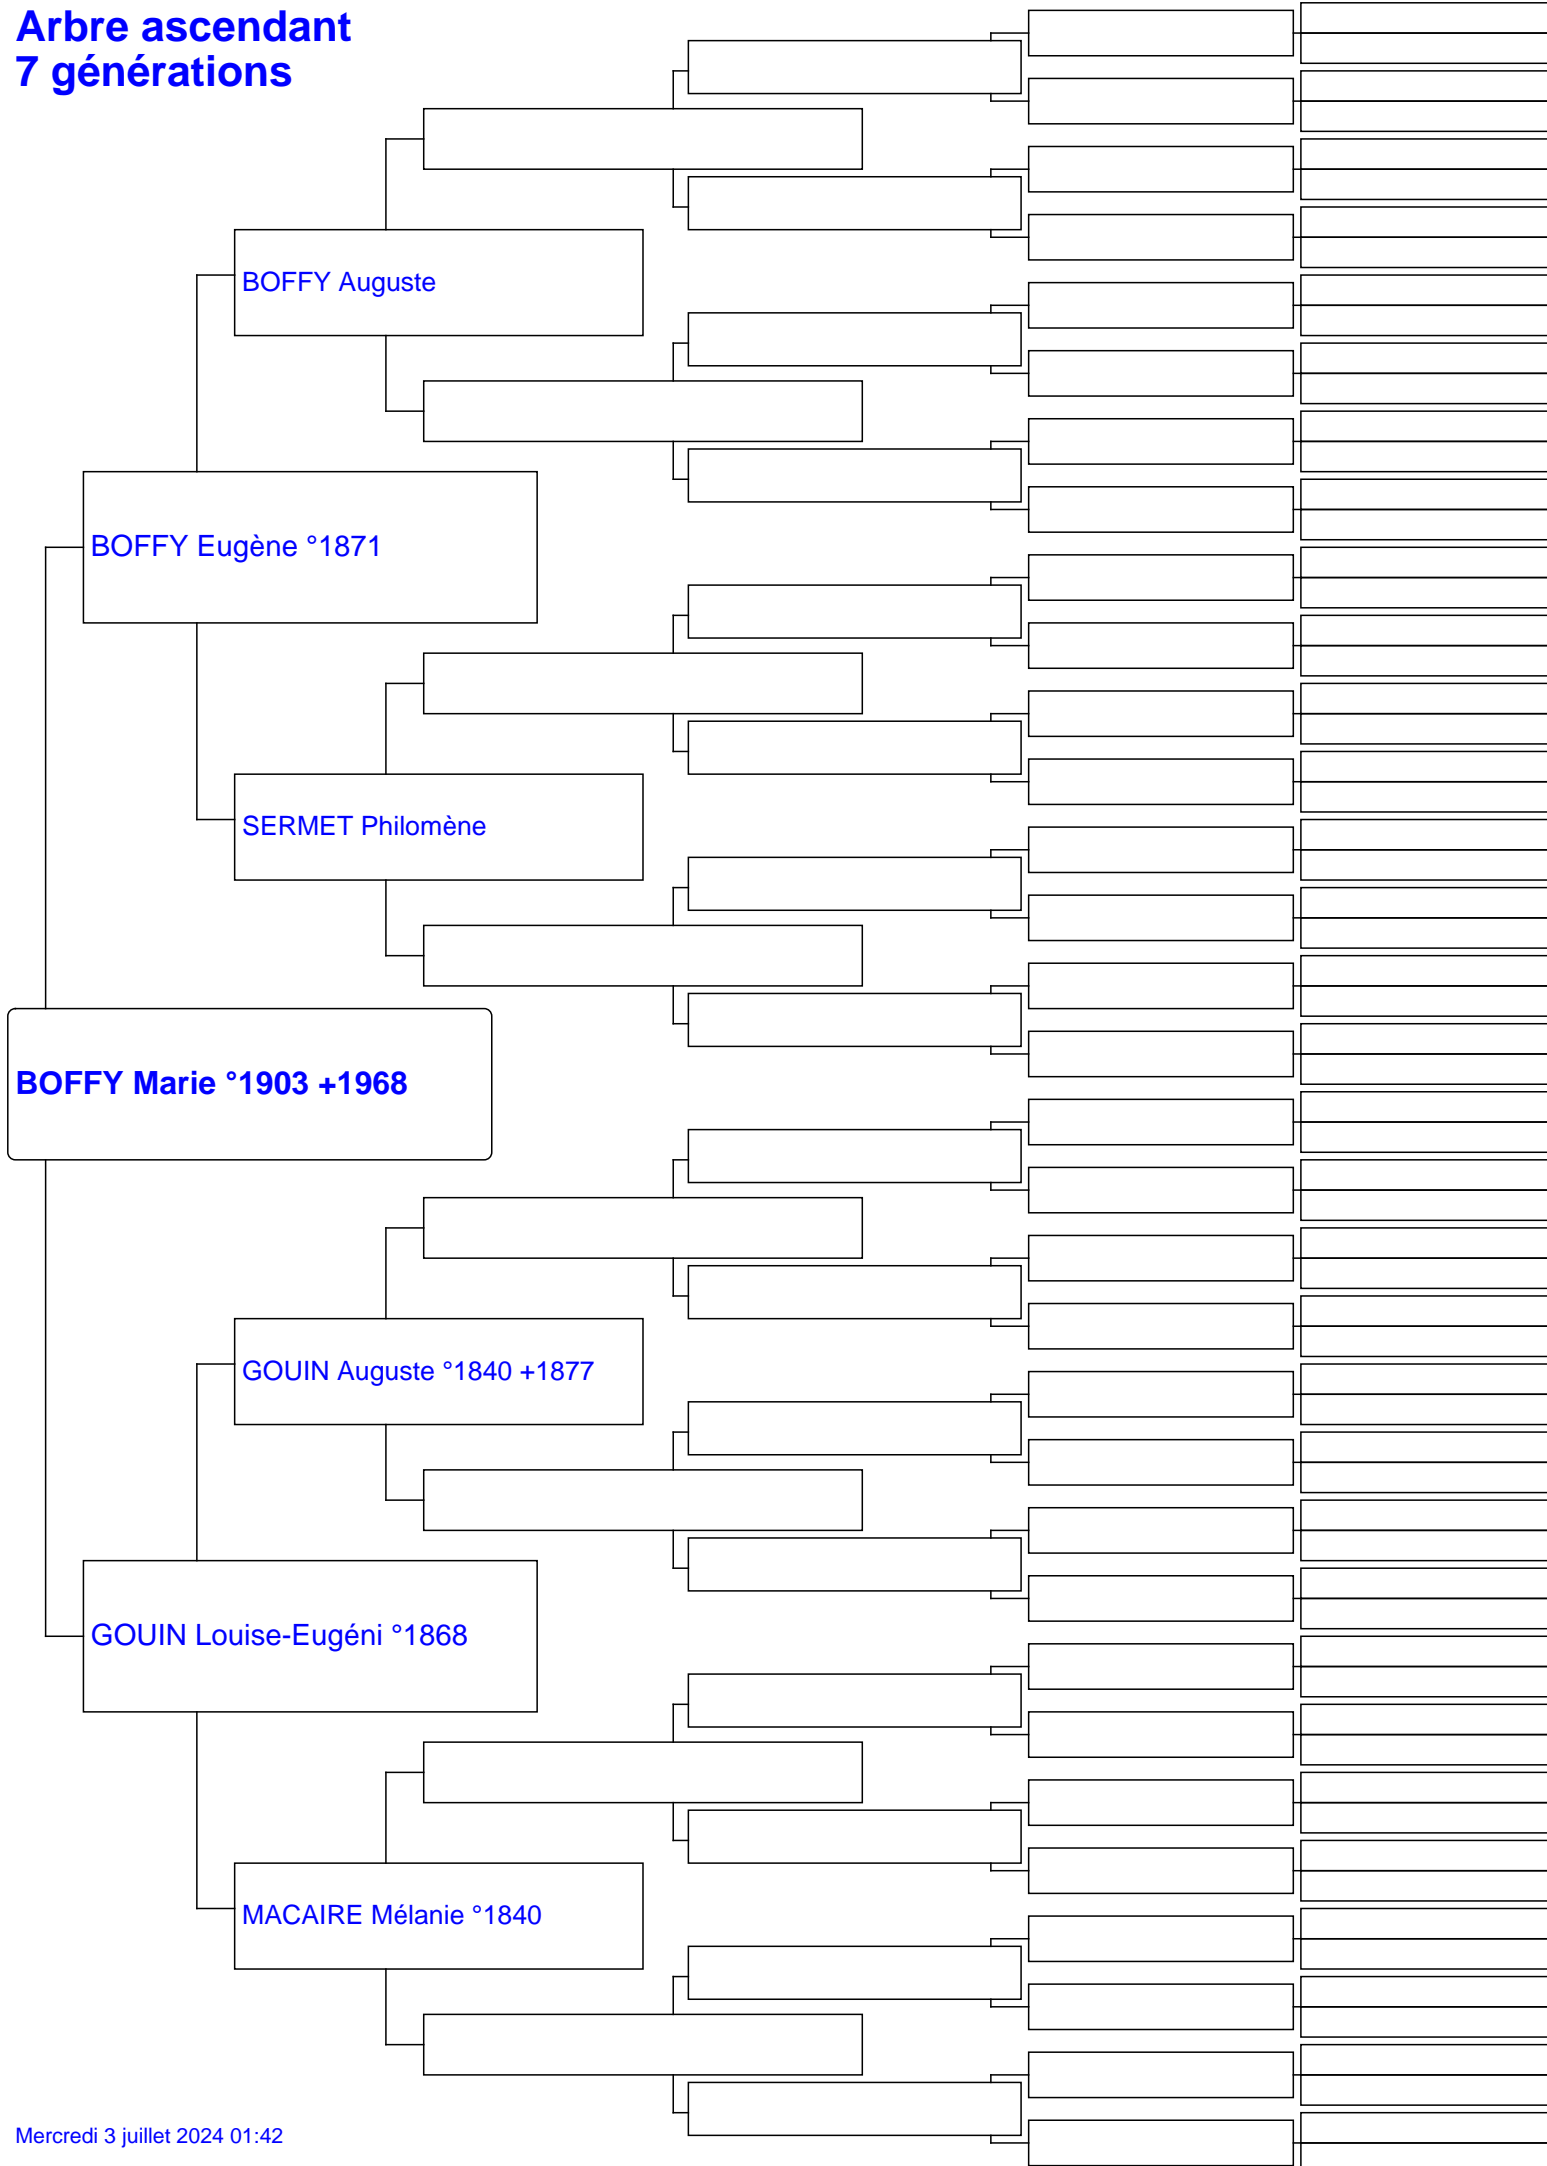 Arbre ascendant
7 générations
BOFFY Auguste
BOFFY Eugène °1871
SERMET Philomène
BOFFY Marie °1903 +1968
GOUIN Auguste °1840 +1877
GOUIN Louise-Eugéni °1868
MACAIRE Mélanie °1840
Mercredi 3 juillet 2024 01:42